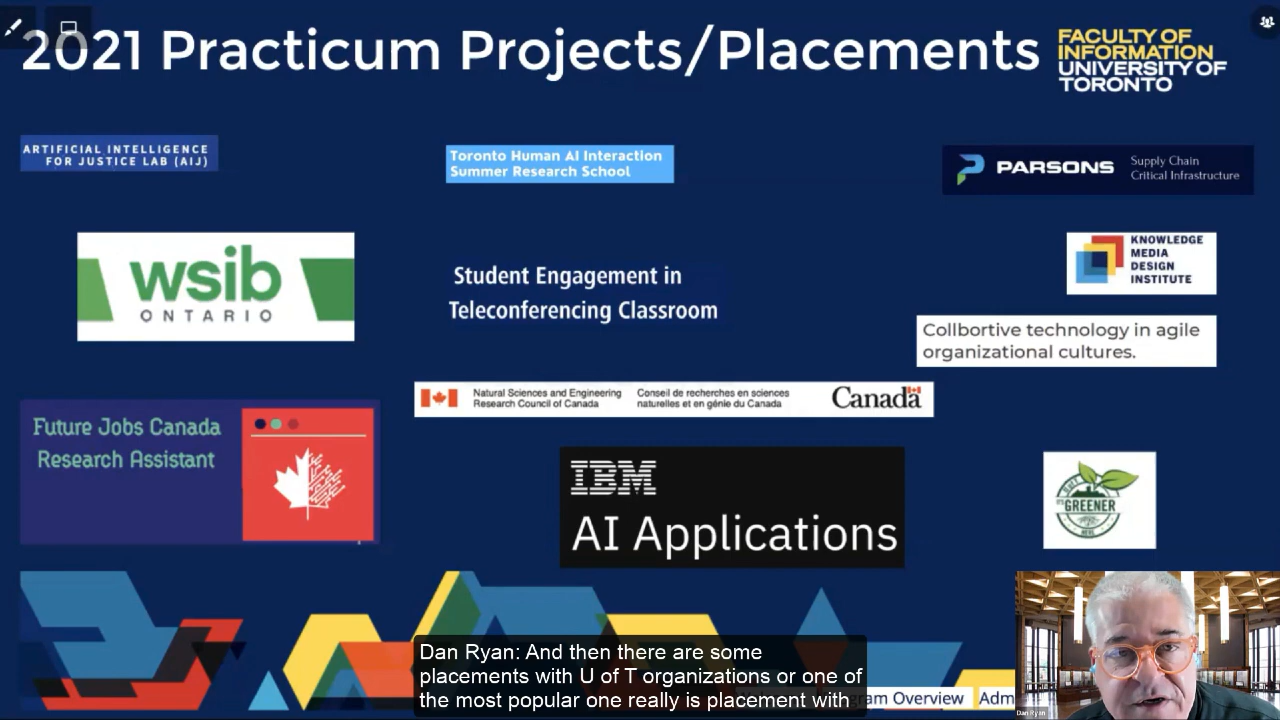 2021 Practicum Projects/Placements
FACULTY OF
INFORMATION
UNIVERSITY OF
TORONTO
ARTIFICIAL INTELLIGENCE
FOR JUSTICE LAB (AIJ)
Toronto Human AI Interaction
Summer Research School
PARSONS
Supply Chain
Critical Infrastructure
wsib
ONTARIO
Student Engagement in
Teleconferencing Classroom
KNOWLEDGE
MEDIA
DESIGN
INSTITUTE
Collbortive technology in agile
organizational cultures.
Natural Sciences and Engineering
Research Council of Canada
Conseil de recherches en sciences
naturelles et en génie du Canada
Canada
Future Jobs Canada
Research Assistant
IBM
AI Applications
GREENER
Dan Ryan: And then there are some
placements with U of T organizations or one of
the most popular one really is placement with
gram Overview
Adm
Dan Ryan